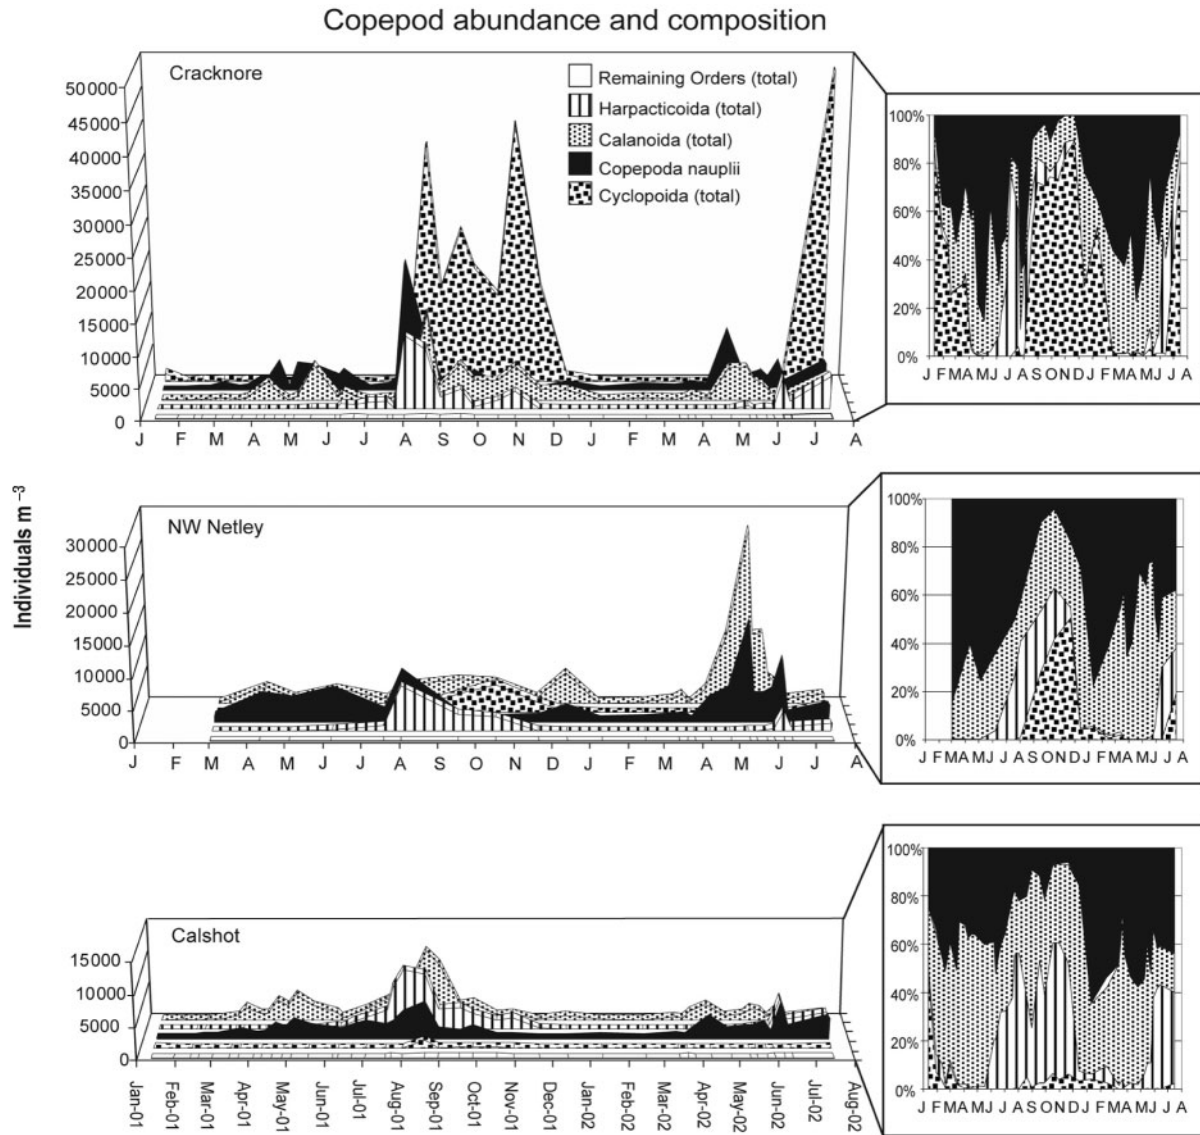 Copepod abundance and composition
Cracknore
Remaining Orders (total)
Harpacticoida (total)
Calanoida (total)
Copepoda nauplii
Cyclopoida (total)
50000
45000
40000
35000
30000
25000
20000
15000
10000
5000
0
J F M A M J J A S O N D J F M A M J J A
100%
80%
60%
40%
20%
0%
J F M A M J J A S O N D J F M A M J J A
Individuals m⁻³
NW Netley
30000
25000
20000
15000
10000
5000
0
J F M A M J J A S O N D J F M A M J J A
100%
80%
60%
40%
20%
0%
J F M A M J J A S O N D J F M A M J J A
Calshot
15000
10000
5000
0
Jan-01 Feb-01 Mar-01 Apr-01 May-01 Jun-01 Jul-01 Aug-01 Sep-01 Oct-01 Nov-01 Dec-01 Jan-02 Feb-02 Mar-02 Apr-02 May-02 Jun-02 Jul-02 Aug-02
100%
80%
60%
40%
20%
0%
J F M A M J J A S O N D J F M A M J J A